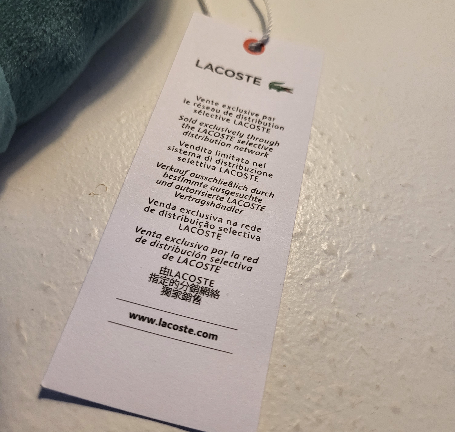 LACOSTE
Vente exclusive par
le réseau de distribution
sélective LACOSTE
Sold exclusively through
the LACOSTE selective
distribution network
Vendita limitata nel
sistema di distribuzione
selettiva LACOSTE
Verkauf ausschließlich durch
bestimmte ausgesuchte
und autorisierte LACOSTE
Vertragshändler
Venda exclusiva na rede
de distribuição selectiva
LACOSTE
Venta exclusiva por la red
de distribución selectiva
de LACOSTE
由LACOSTE
指定的分銷網絡
獨家銷售
www.lacoste.com